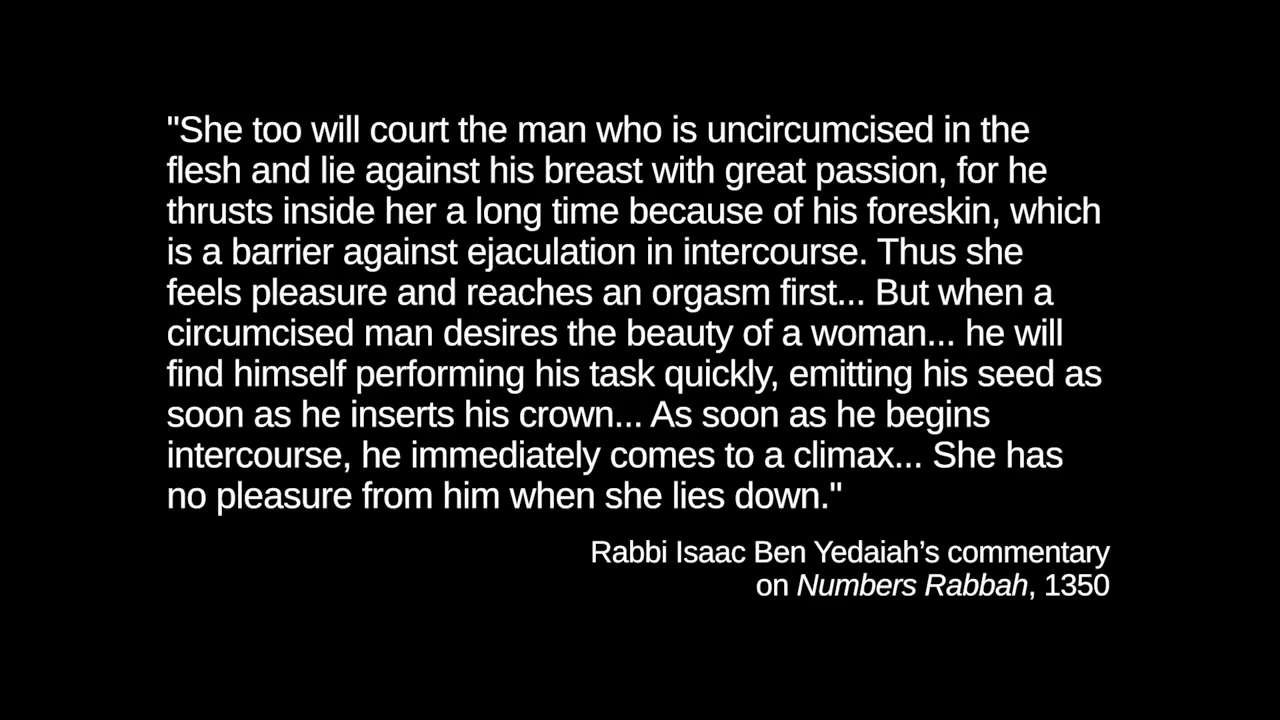 "She too will court the man who is uncircumcised in the
flesh and lie against his breast with great passion, for he
thrusts inside her a long time because of his foreskin, which
is a barrier against ejaculation in intercourse. Thus she
feels pleasure and reaches an orgasm first... But when a
circumcised man desires the beauty of a woman... he will
find himself performing his task quickly, emitting his seed as
soon as he inserts his crown... As soon as he begins
intercourse, he immediately comes to a climax... She has
no pleasure from him when she lies down."
Rabbi Isaac Ben Yedaiah’s commentary
on Numbers Rabbah, 1350